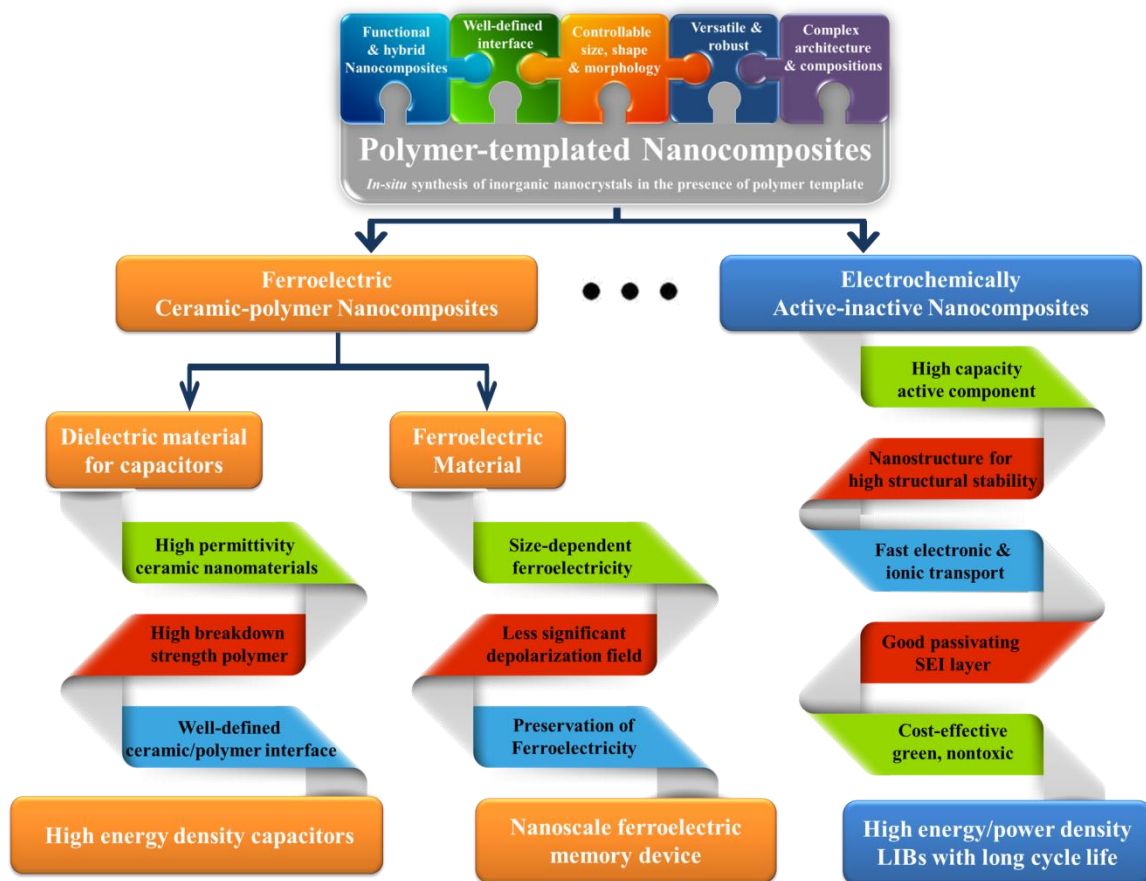 Functional
& hybrid
Nanocomposites
Well-defined
interface
Controllable
size, shape
& morphology
Versatile &
robust
Complex
architecture
& compositions
Polymer-templated Nanocomposites
In-situ synthesis of inorganic nanocrystals in the presence of polymer template
Ferroelectric
Ceramic-polymer Nanocomposites
Electrochemically
Active-inactive Nanocomposites
Dielectric material
for capacitors
High permittivity
ceramic nanomaterials
High breakdown
strength polymer
Well-defined
ceramic/polymer interface
High energy density capacitors
Ferroelectric
Material
Size-dependent
ferroelectricity
Less significant
depolarization field
Preservation of
Ferroelectricity
Nanoscale ferroelectric
memory device
High capacity
active component
Nanostructure for
high structural stability
Fast electronic &
ionic transport
Good passivating
SEI layer
Cost-effective
green, nontoxic
High energy/power density
LIBs with long cycle life